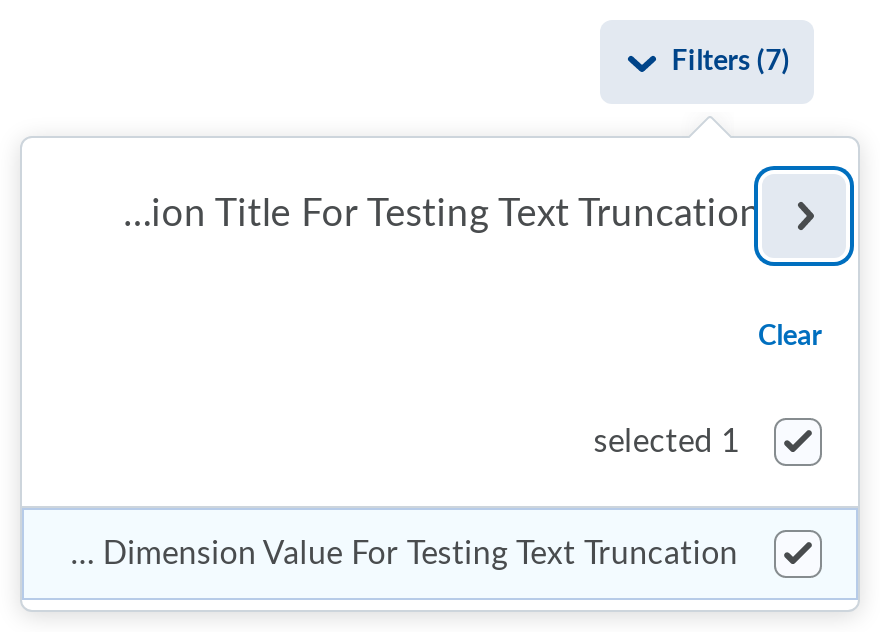 Filters (7)
...ion Title For Testing Text Truncation
Clear
selected 1
... Dimension Value For Testing Text Truncation